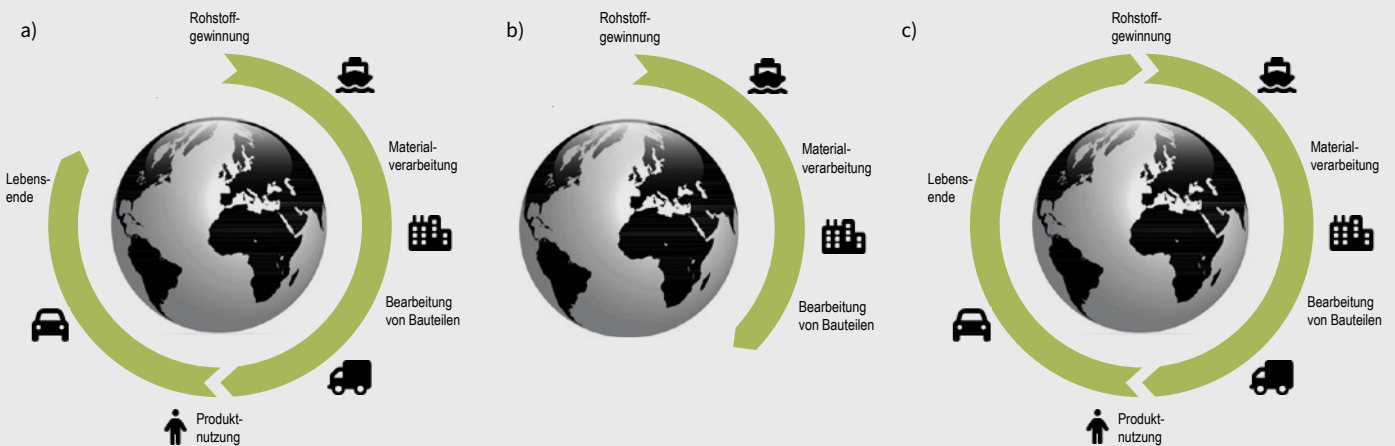 a)
Rohstoff-
gewinnung
Material-
verarbeitung
Bearbeitung
von Bauteilen
Produkt-
nutzung
Lebens-
ende
b)
Rohstoff-
gewinnung
Material-
verarbeitung
Bearbeitung
von Bauteilen
c)
Rohstoff-
gewinnung
Material-
verarbeitung
Bearbeitung
von Bauteilen
Produkt-
nutzung
Lebens-
ende